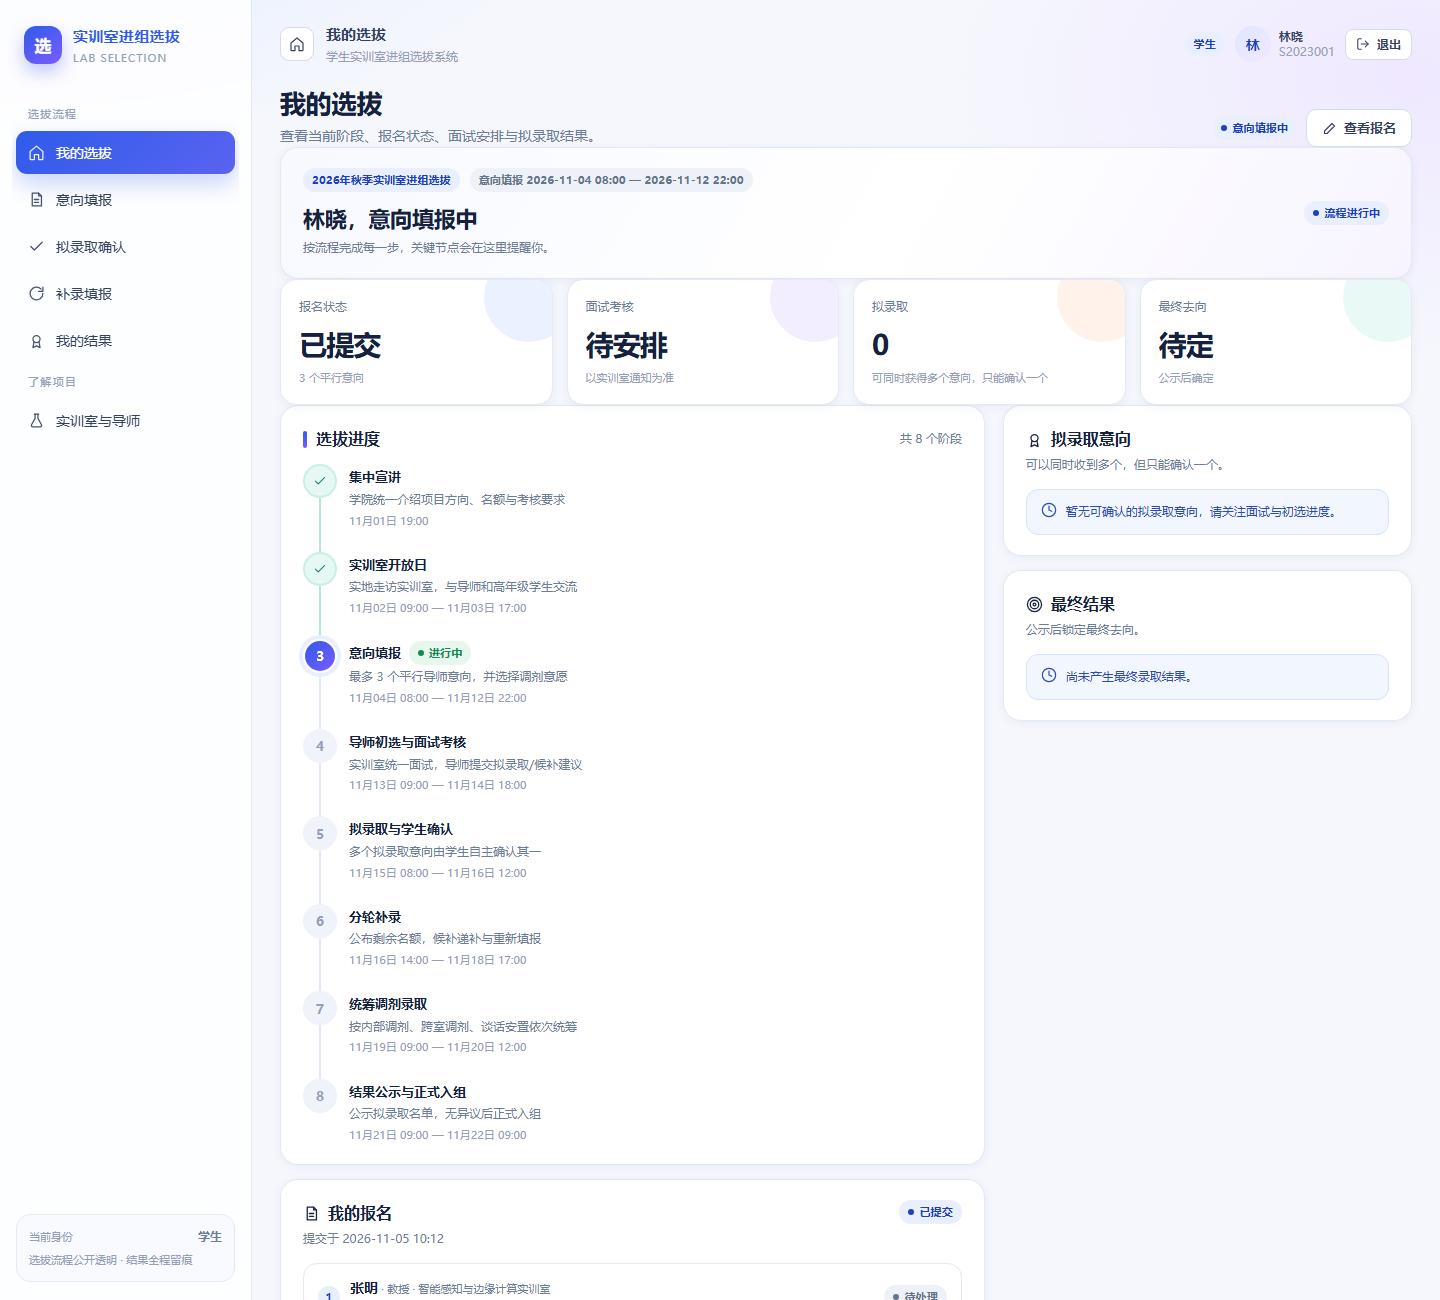 选
实训室进组选拔
LAB SELECTION
选拔流程
我的选拔
意向填报
拟录取确认
补录填报
我的结果
了解项目
实训室与导师
当前身份
学生
选拔流程公开透明 · 结果全程留痕
我的选拔
学生实训室进组选拔系统
学生
林
林晓
S2023001
退出
我的选拔
查看当前阶段、报名状态、面试安排与拟录取结果。
意向填报中
查看报名
2026年秋季实训室进组选拔
意向填报 2026-11-04 08:00 — 2026-11-12 22:00
林晓，意向填报中
按流程完成每一步，关键节点会在这里提醒你。
流程进行中
报名状态
已提交
3 个平行意向
面试考核
待安排
以实训室通知为准
拟录取
0
可同时获得多个意向，只能确认一个
最终去向
待定
公示后确定
选拔进度
共 8 个阶段
集中宣讲
学院统一介绍项目方向、名额与考核要求
11月01日 19:00
实训室开放日
实地走访实训室，与导师和高年级学生交流
11月02日 09:00 — 11月03日 17:00
3
意向填报
进行中
最多 3 个平行导师意向，并选择调剂意愿
11月04日 08:00 — 11月12日 22:00
4
导师初选与面试考核
实训室统一面试，导师提交拟录取/候补建议
11月13日 09:00 — 11月14日 18:00
5
拟录取与学生确认
多个拟录取意向由学生自主确认其一
11月15日 08:00 — 11月16日 12:00
6
分轮补录
公布剩余名额，候补递补与重新填报
11月16日 14:00 — 11月18日 17:00
7
统筹调剂录取
按内部调剂、跨室调剂、谈话安置依次统筹
11月19日 09:00 — 11月20日 12:00
8
结果公示与正式入组
公示拟录取名单，无异议后正式入组
11月21日 09:00 — 11月22日 09:00
拟录取意向
可以同时收到多个，但只能确认一个。
暂无可确认的拟录取意向，请关注面试与初选进度。
最终结果
公示后锁定最终去向。
尚未产生最终录取结果。
我的报名
已提交
提交于 2026-11-05 10:12
1
张明 · 教授 · 智能感知与边缘计算实训室
待处理